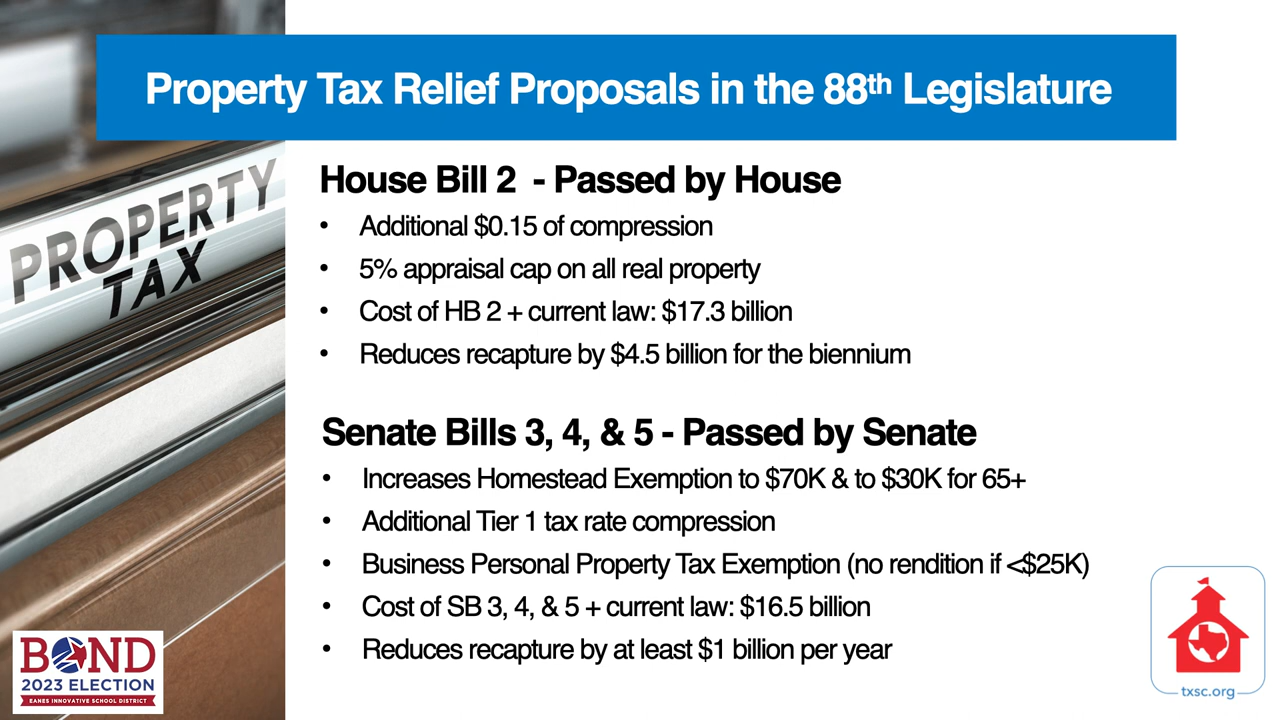 Property Tax Relief Proposals in the 88th Legislature
PROPERTY
TAX
House Bill 2 - Passed by House
• Additional $0.15 of compression
• 5% appraisal cap on all real property
• Cost of HB 2 + current law: $17.3 billion
• Reduces recapture by $4.5 billion for the biennium
Senate Bills 3, 4, & 5 - Passed by Senate
• Increases Homestead Exemption to $70K & to $30K for 65+
• Additional Tier 1 tax rate compression
• Business Personal Property Tax Exemption (no rendition if <$25K)
• Cost of SB 3, 4, & 5 + current law: $16.5 billion
• Reduces recapture by at least $1 billion per year
BOND
2023 ELECTION
EANES INNOVATIVE SCHOOL DISTRICT
txsc.org